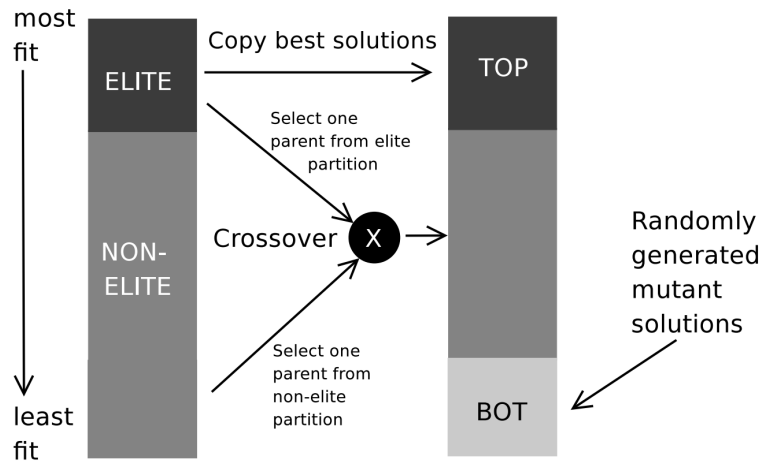 most
fit
ELITE
Copy best solutions
TOP
Select one
parent from elite
partition
NON-
ELITE
Crossover
X
Randomly
generated
mutant
solutions
Select one
parent from
non-elite
partition
least
fit
BOT